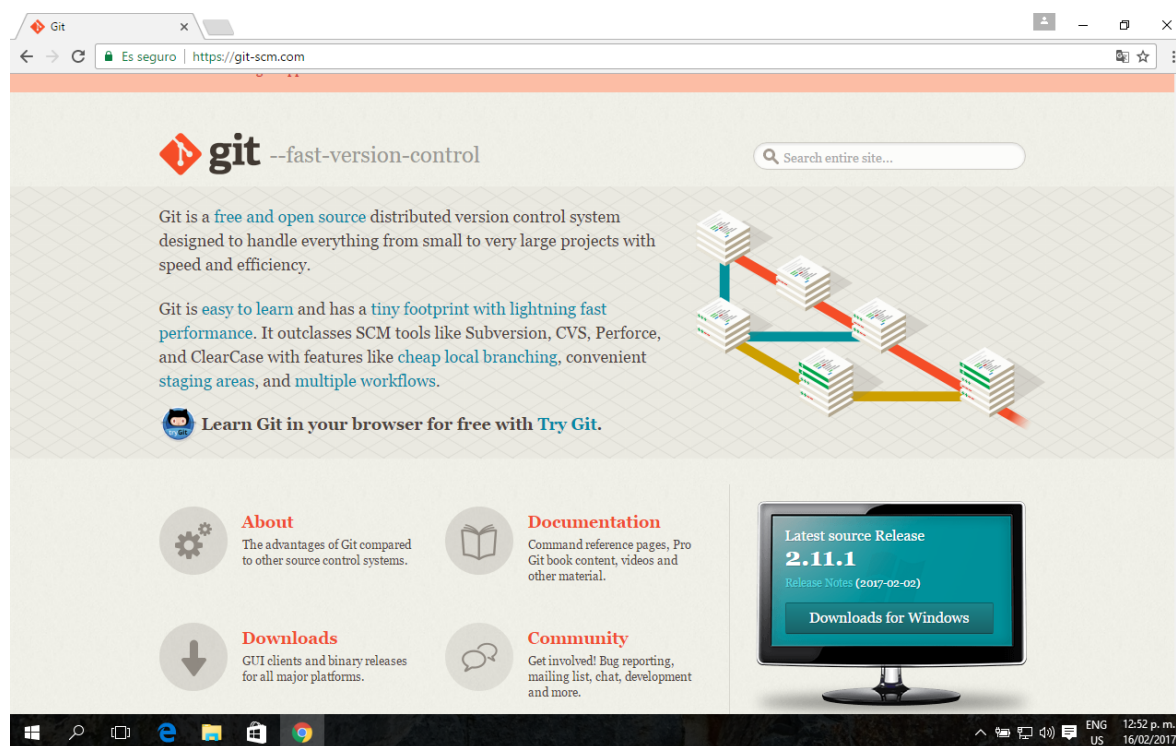 Git
Es seguro | https://git-scm.com
git --fast-version-control
Search entire site...
Git is a free and open source distributed version control system
designed to handle everything from small to very large projects with
speed and efficiency.
Git is easy to learn and has a tiny footprint with lightning fast
performance. It outclasses SCM tools like Subversion, CVS, Perforce,
and ClearCase with features like cheap local branching, convenient
staging areas, and multiple workflows.
Learn Git in your browser for free with Try Git.
About
The advantages of Git compared
to other source control systems.
Documentation
Command reference pages, Pro
Git book content, videos and
other material.
Latest source Release
2.11.1
Release Notes (2017-02-02)
Downloads for Windows
Downloads
GUI clients and binary releases
for all major platforms.
Community
Get involved! Bug reporting,
mailing list, chat, development
and more.
ENG
US
12:52 p. m.
16/02/2017